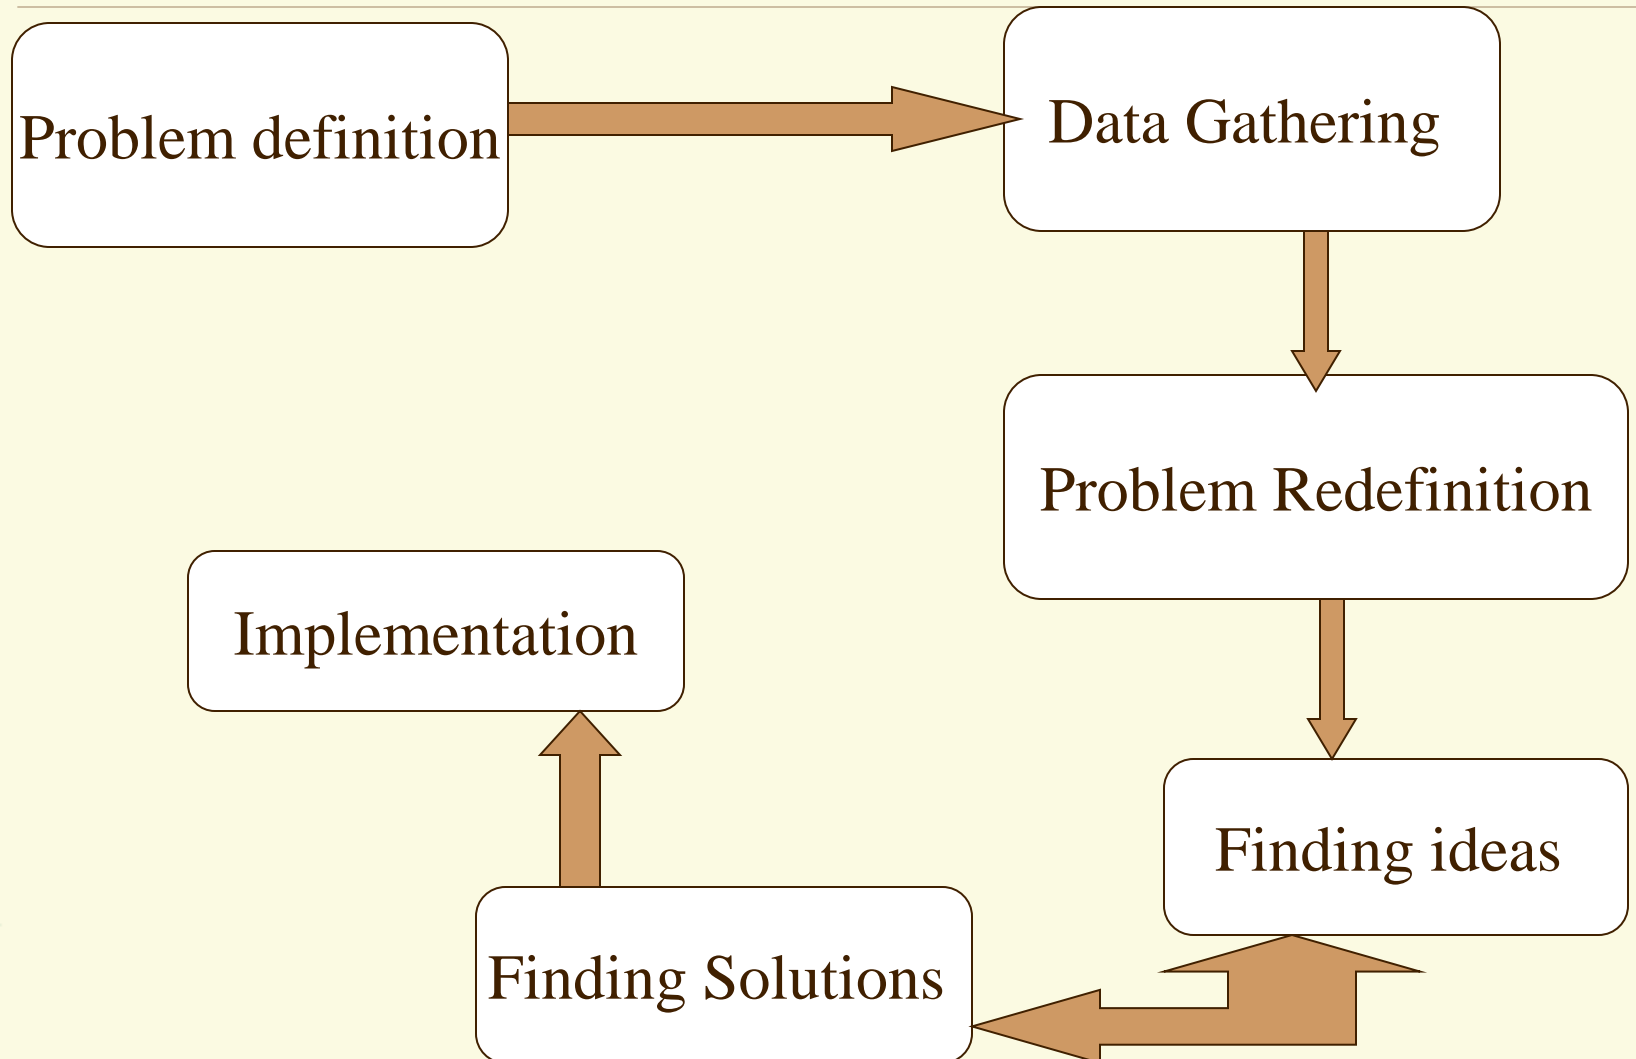 Problem definition
Data Gathering
Problem Redefinition
Implementation
Finding ideas
Finding Solutions